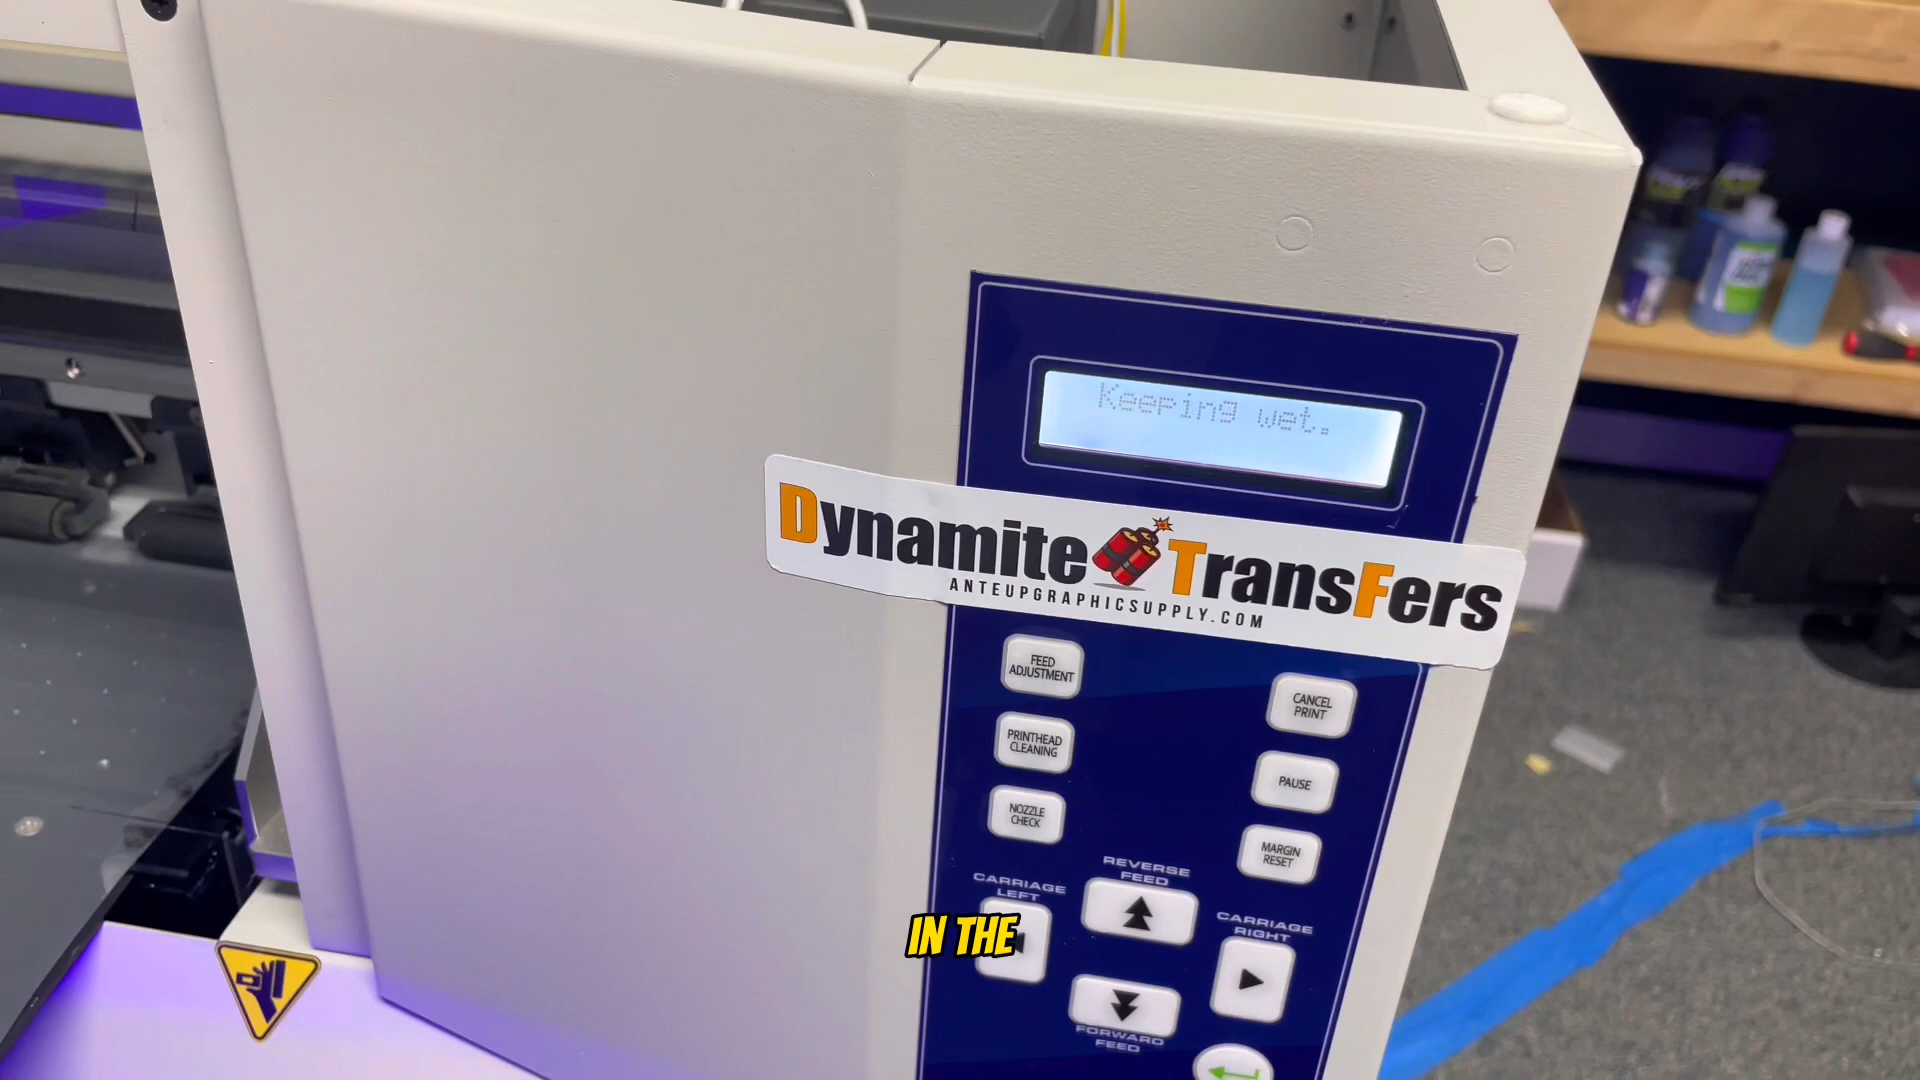 Keeping wet.
Dynamite TransFers
ANTEUPGRAPHICSUPPLY.COM
FEED
ADJUSTMENT
CANCEL
PRINT
PRINTHEAD
CLEANING
PAUSE
NOZZLE
CHECK
MARGIN
RESET
REVERSE
FEED
CARRIAGE
LEFT
CARRIAGE
RIGHT
IN THE
FORWARD
FEED